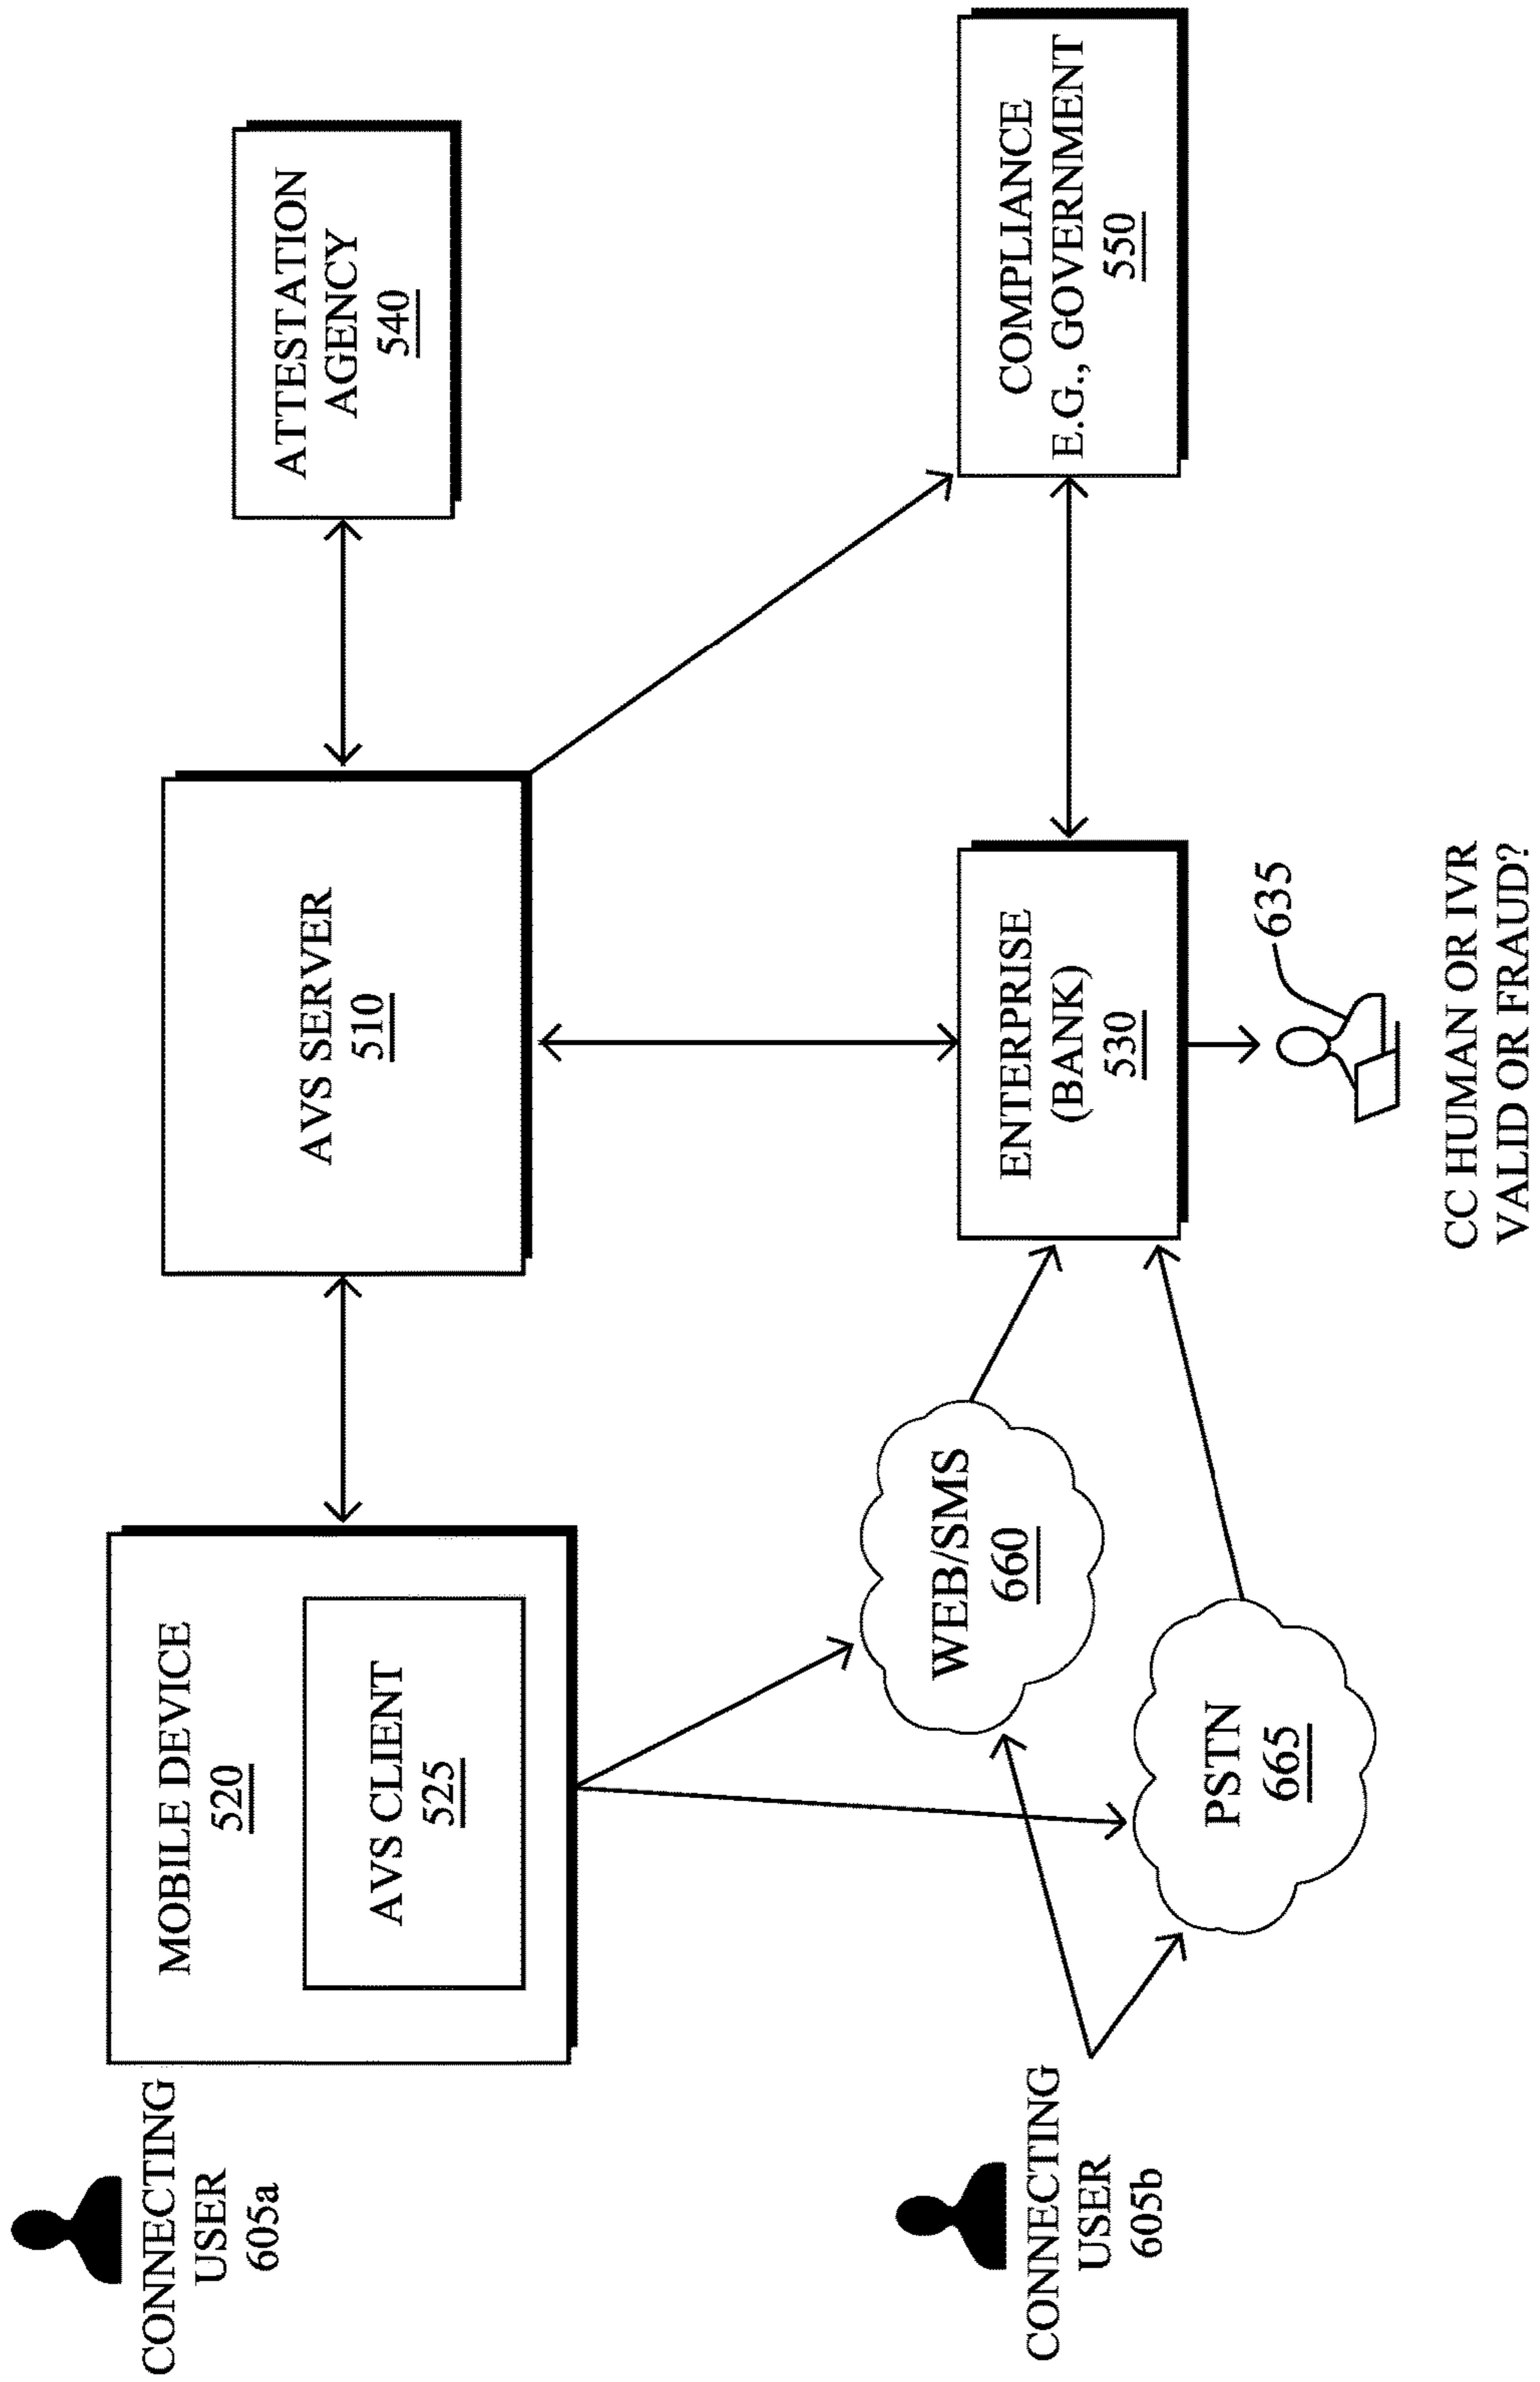 CONNECTING
USER
605a
MOBILE DEVICE
520
AVS CLIENT
525
AVS SERVER
510
ATTESTATION
AGENCY
540
CONNECTING
USER
605b
WEB/SMS
660
PSTN
665
ENTERPRISE
(BANK)
530
635
CC HUMAN OR IVR
VALID OR FRAUD?
COMPLIANCE
E.G., GOVERNMENT
550